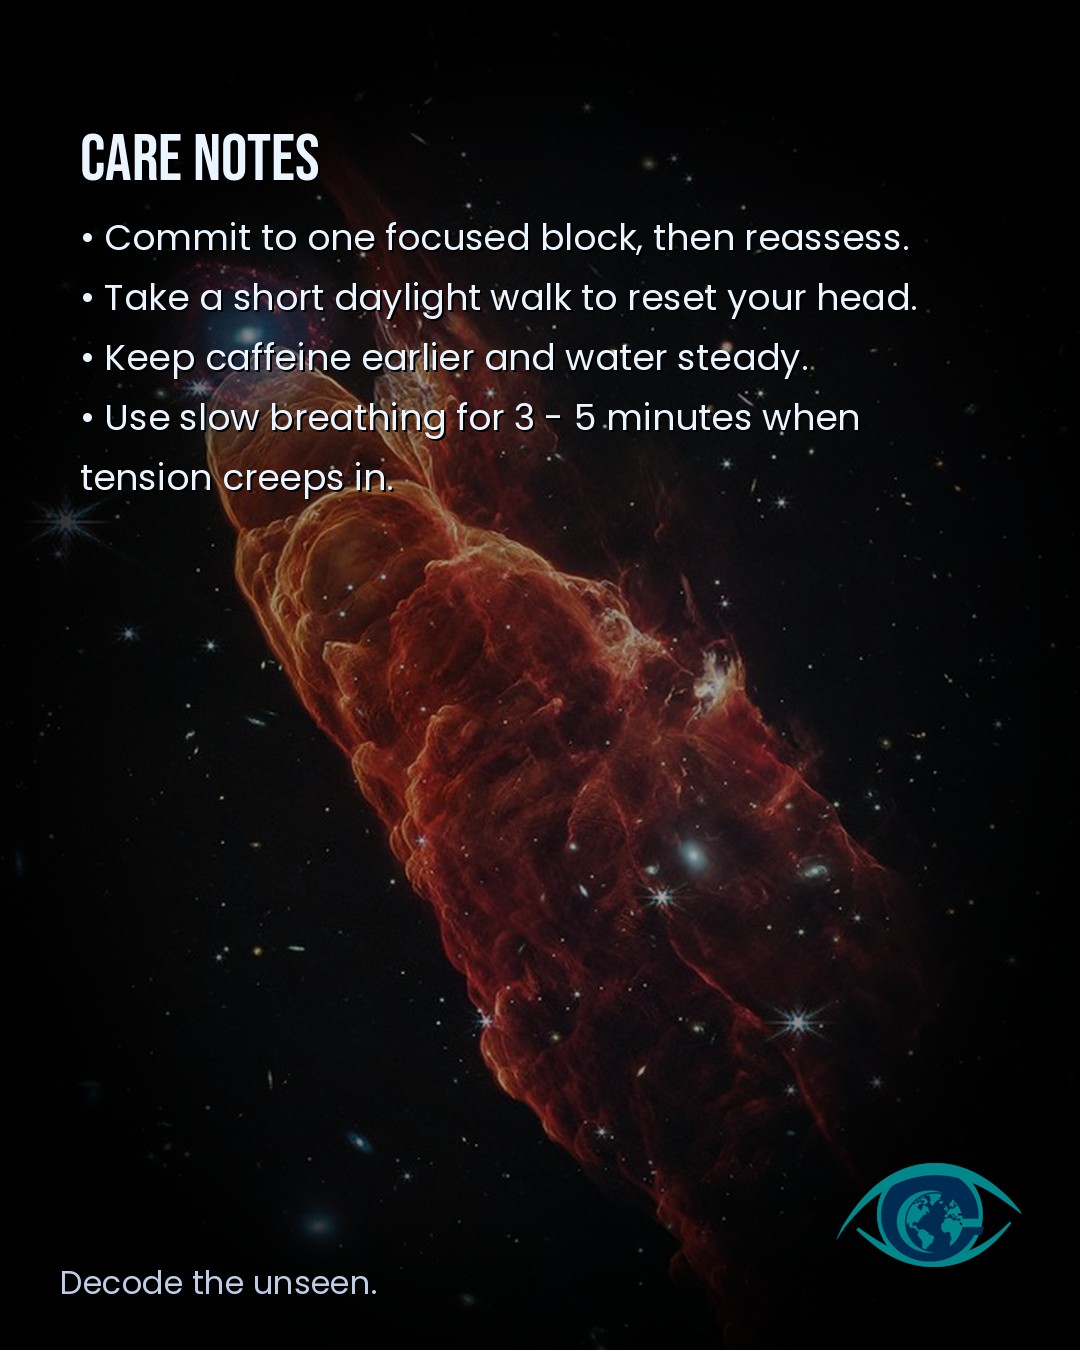 CARE NOTES
• Commit to one focused block, then reassess.
• Take a short daylight walk to reset your head.
• Keep caffeine earlier and water steady.
• Use slow breathing for 3 - 5 minutes when
tension creeps in.
Decode the unseen.